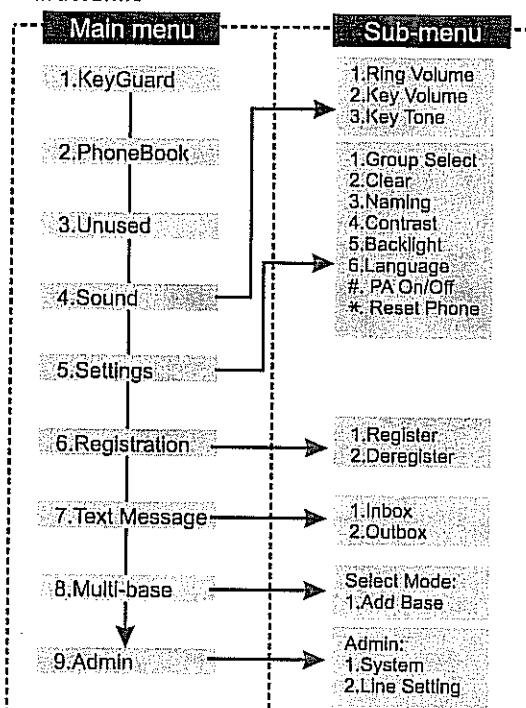 Main menu
1.KeyGuard
2.PhoneBook
3.Unused
4.Sound
5.Settings
6.Registration
7.Text Message
8.Multi-base
9.Admin
Sub-menu
1.Ring Volume
2.Key Volume
3.Key Tone
1.Group Select
2.Clear
3.Naming
4.Contrast
5.Backlight
6.Language
#. PA On/Off
*. Reset Phone
1.Register
2.Deregister
1.Inbox
2.Outbox
Select Mode:
1.Add Base
Admin:
1.System
2.Line Setting